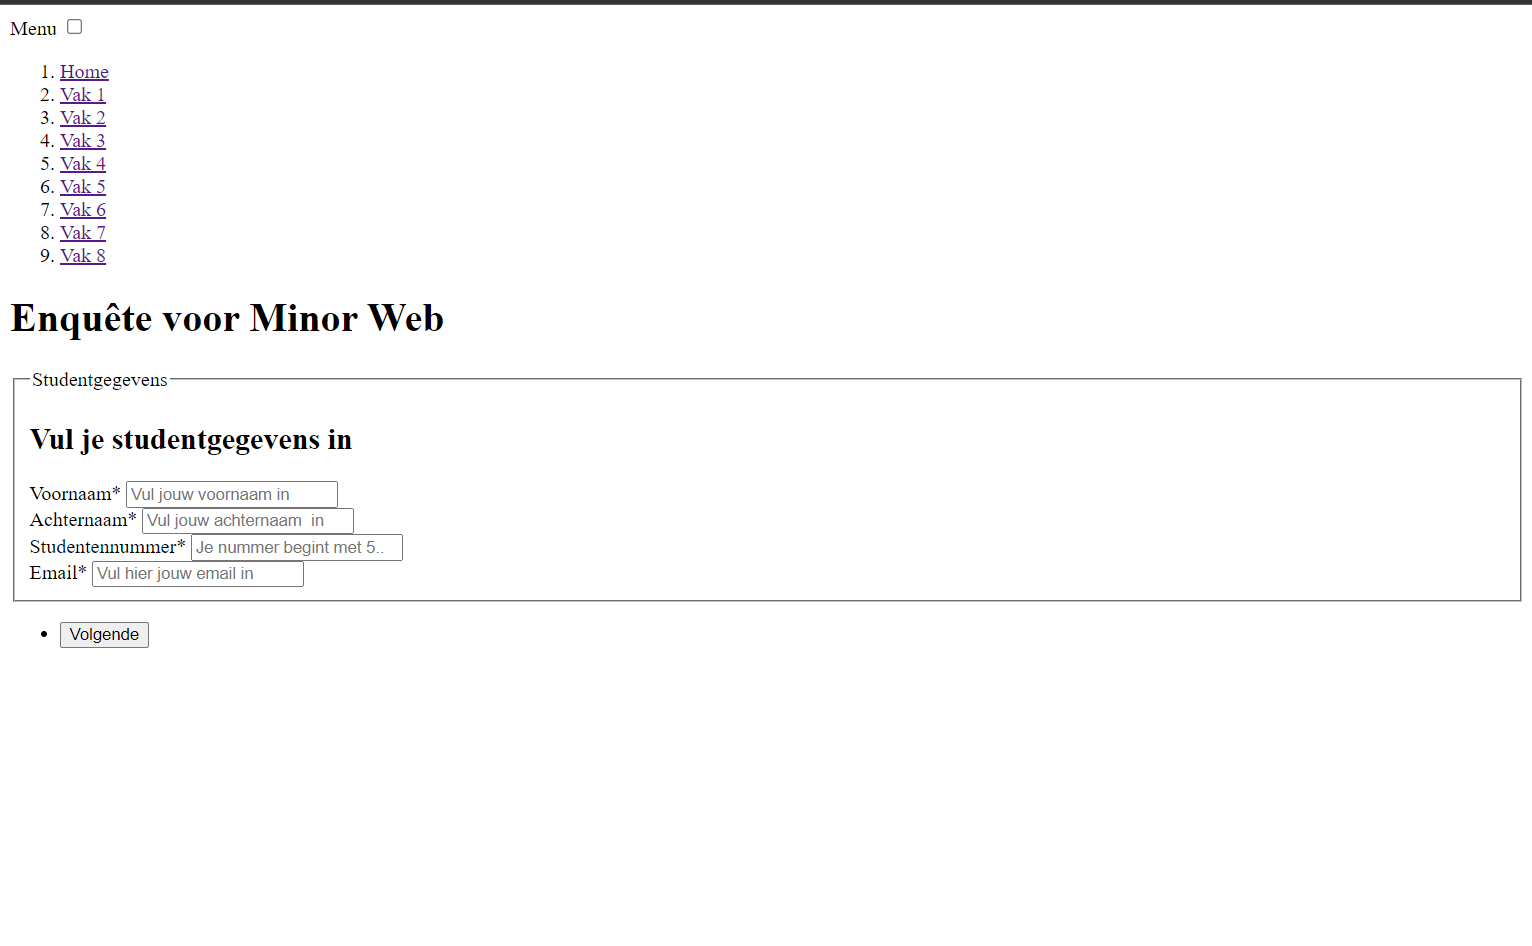 Menu
1. Home
2. Vak 1
3. Vak 2
4. Vak 3
5. Vak 4
6. Vak 5
7. Vak 6
8. Vak 7
9. Vak 8
Enquête voor Minor Web
Studentgegevens
Vul je studentgegevens in
Voornaam* Vul jouw voornaam in
Achternaam* Vul jouw achternaam  in
Studentennummer* Je nummer begint met 5..
Email* Vul hier jouw email in
• Volgende